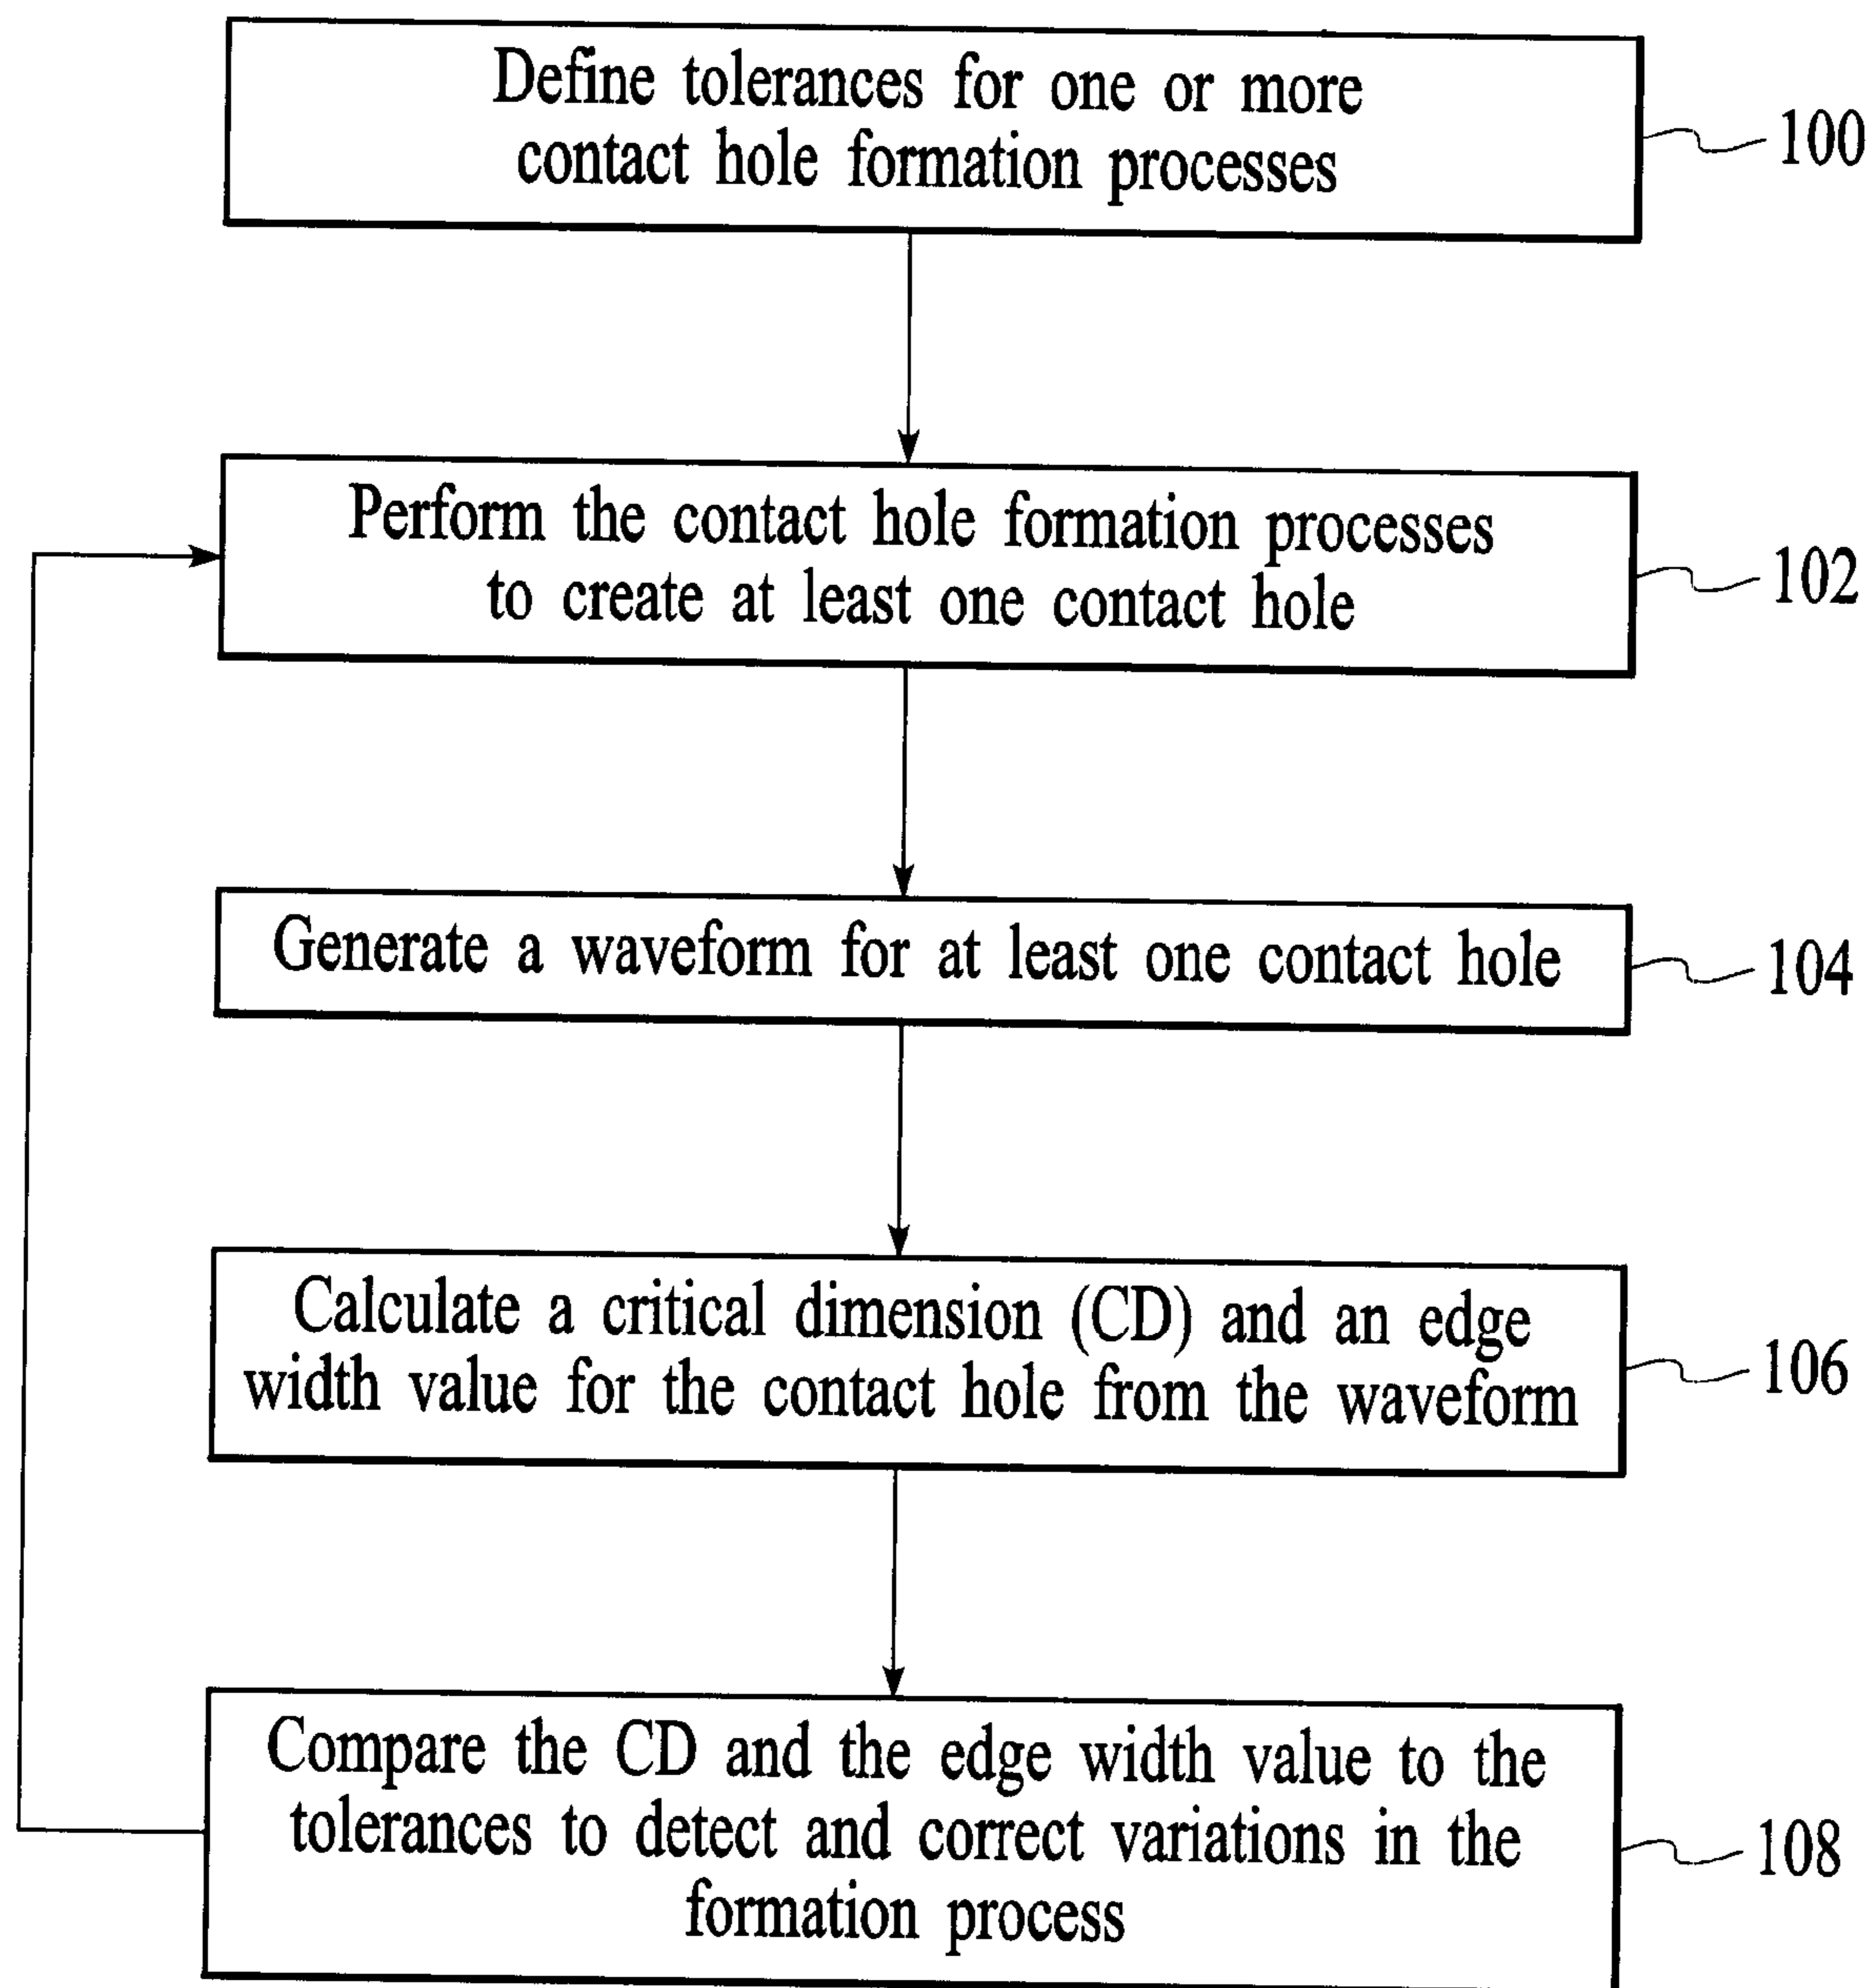 Define tolerances for one or more
contact hole formation processes
100
Perform the contact hole formation processes
to create at least one contact hole
102
Generate a waveform for at least one contact hole
104
Calculate a critical dimension (CD) and an edge
width value for the contact hole from the waveform
106
Compare the CD and the edge width value to the
tolerances to detect and correct variations in the
formation process
108